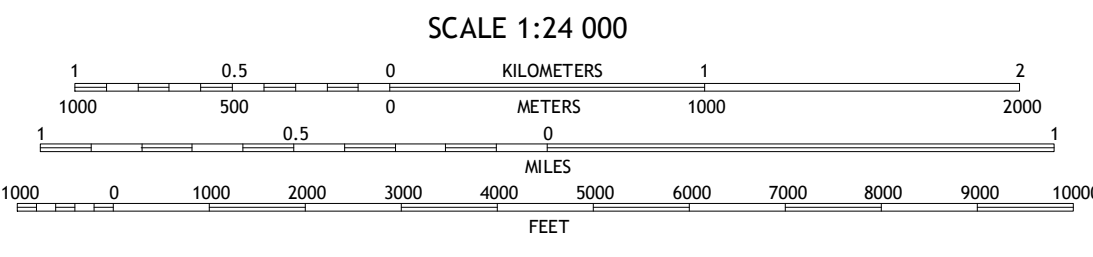 SCALE 1:24 000
1 0.5 0 KILOMETERS 1 2
1000 500 0 METERS 1000 2000
1 0.5 0 1
MILES
1000 0 1000 2000 3000 4000 5000 6000 7000 8000 9000 10000
FEET